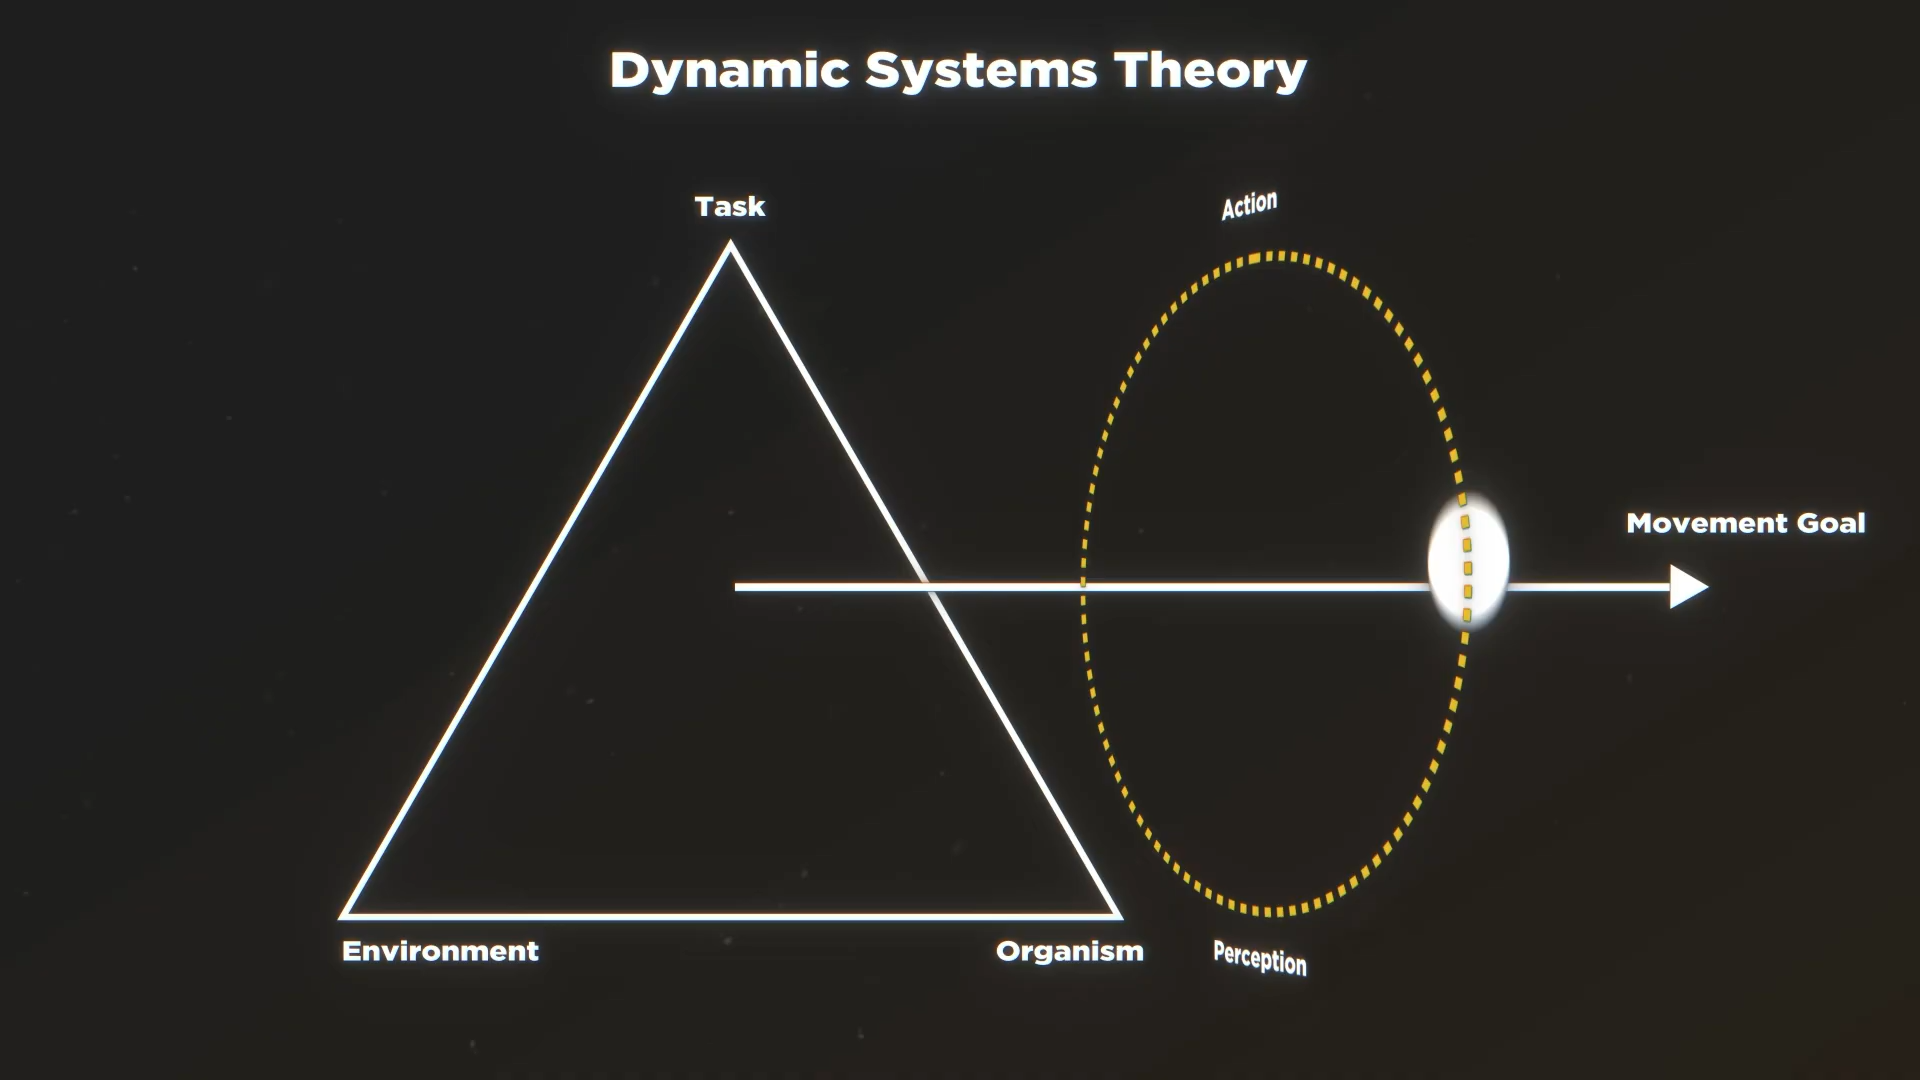 Dynamic Systems Theory
Task
Action
Movement Goal
Environment
Organism
Perception